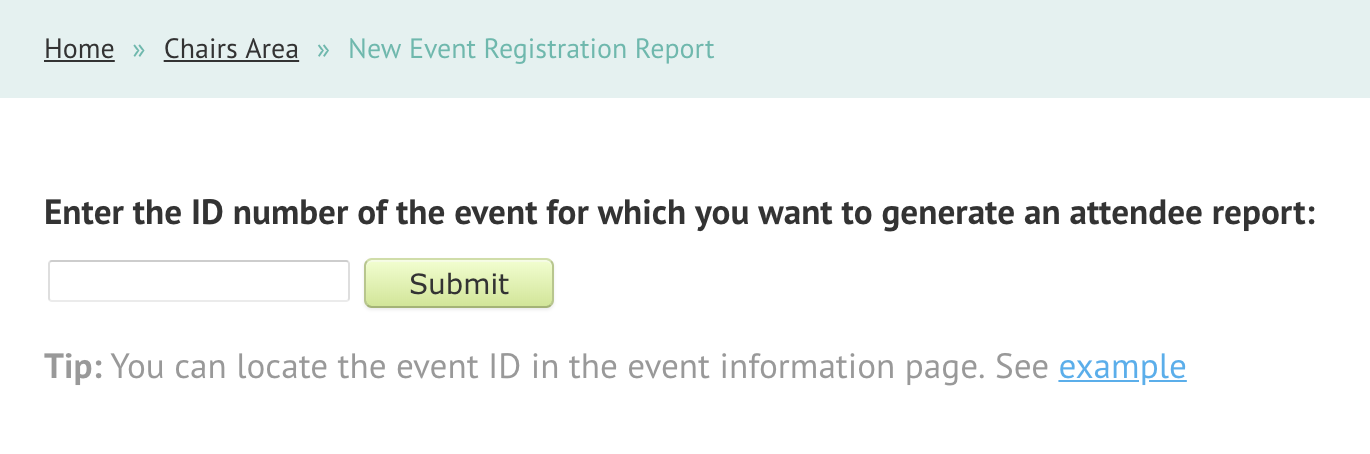 Home » Chairs Area » New Event Registration Report
Enter the ID number of the event for which you want to generate an attendee report:
Submit
Tip: You can locate the event ID in the event information page. See example